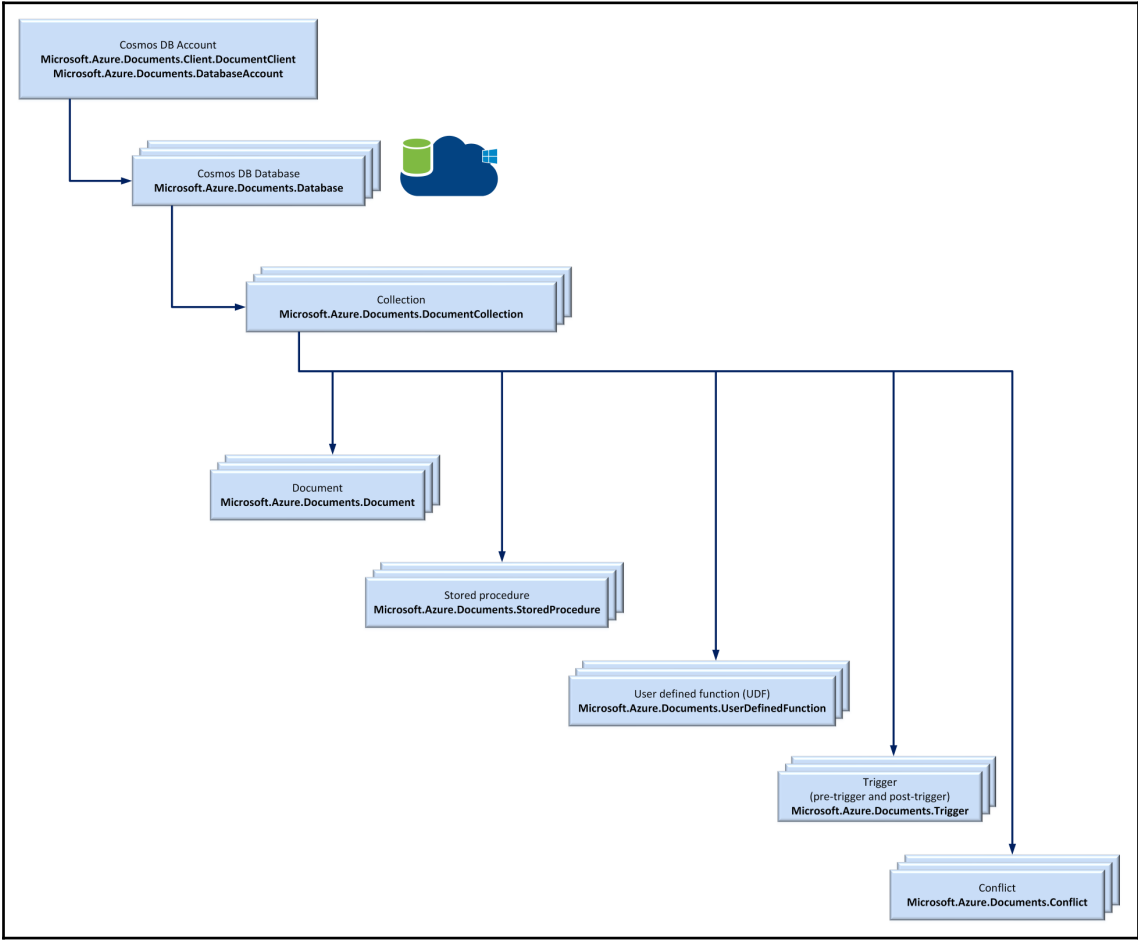 Cosmos DB Account
Microsoft.Azure.Documents.Client.DocumentClient
Microsoft.Azure.Documents.DatabaseAccount
Cosmos DB Database
Microsoft.Azure.Documents.Database
Collection
Microsoft.Azure.Documents.DocumentCollection
Document
Microsoft.Azure.Documents.Document
Stored procedure
Microsoft.Azure.Documents.StoredProcedure
User defined function (UDF)
Microsoft.Azure.Documents.UserDefinedFunction
Trigger
(pre-trigger and post-trigger)
Microsoft.Azure.Documents.Trigger
Conflict
Microsoft.Azure.Documents.Conflict